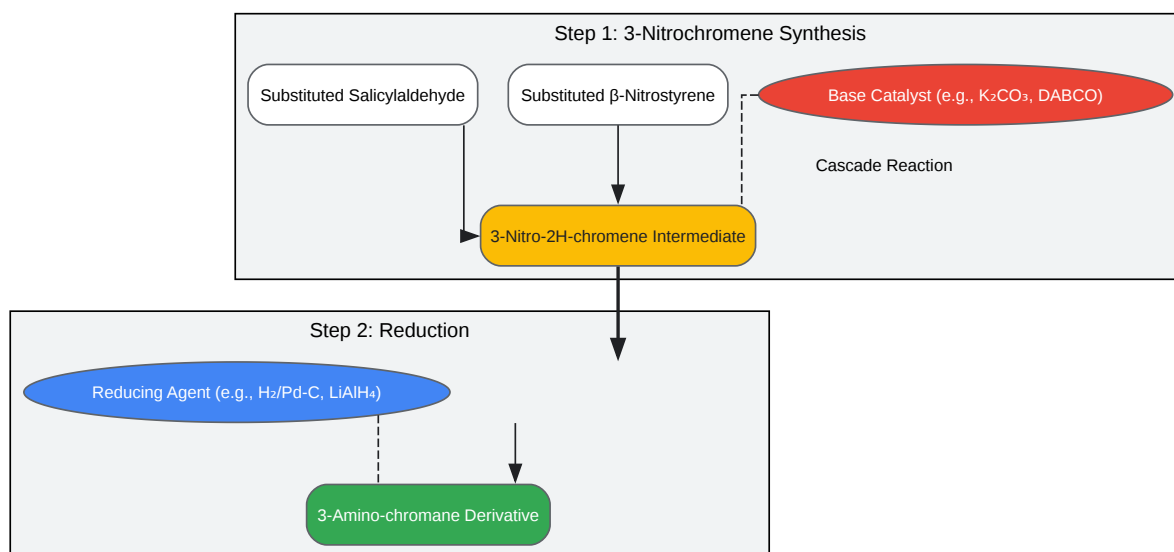 Step 1: 3-Nitrochromene Synthesis
Substituted Salicylaldehyde
Substituted β-Nitrostyrene
Base Catalyst (e.g., K₂CO₃, DABCO)
Cascade Reaction
3-Nitro-2H-chromene Intermediate
Step 2: Reduction
Reducing Agent (e.g., H₂/Pd-C, LiAlH₄)
3-Amino-chromane Derivative